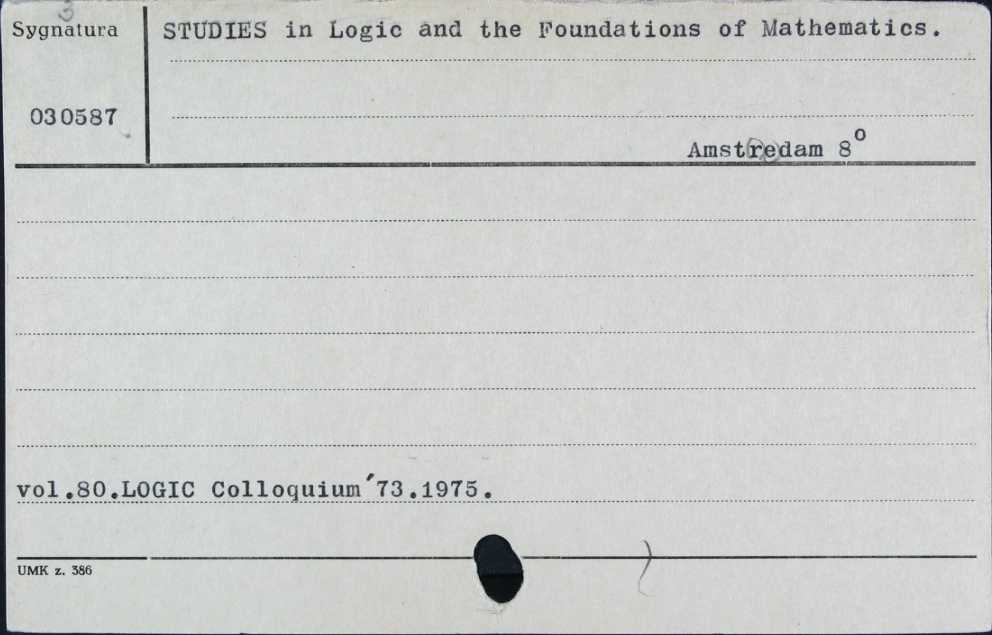 Sygnatura
STUDIES in Logic and the Foundations of Mathematics.
030587
Amstredam 8º
vol.80.LOGIC Colloquium ′73.1975.
UMK z. 386